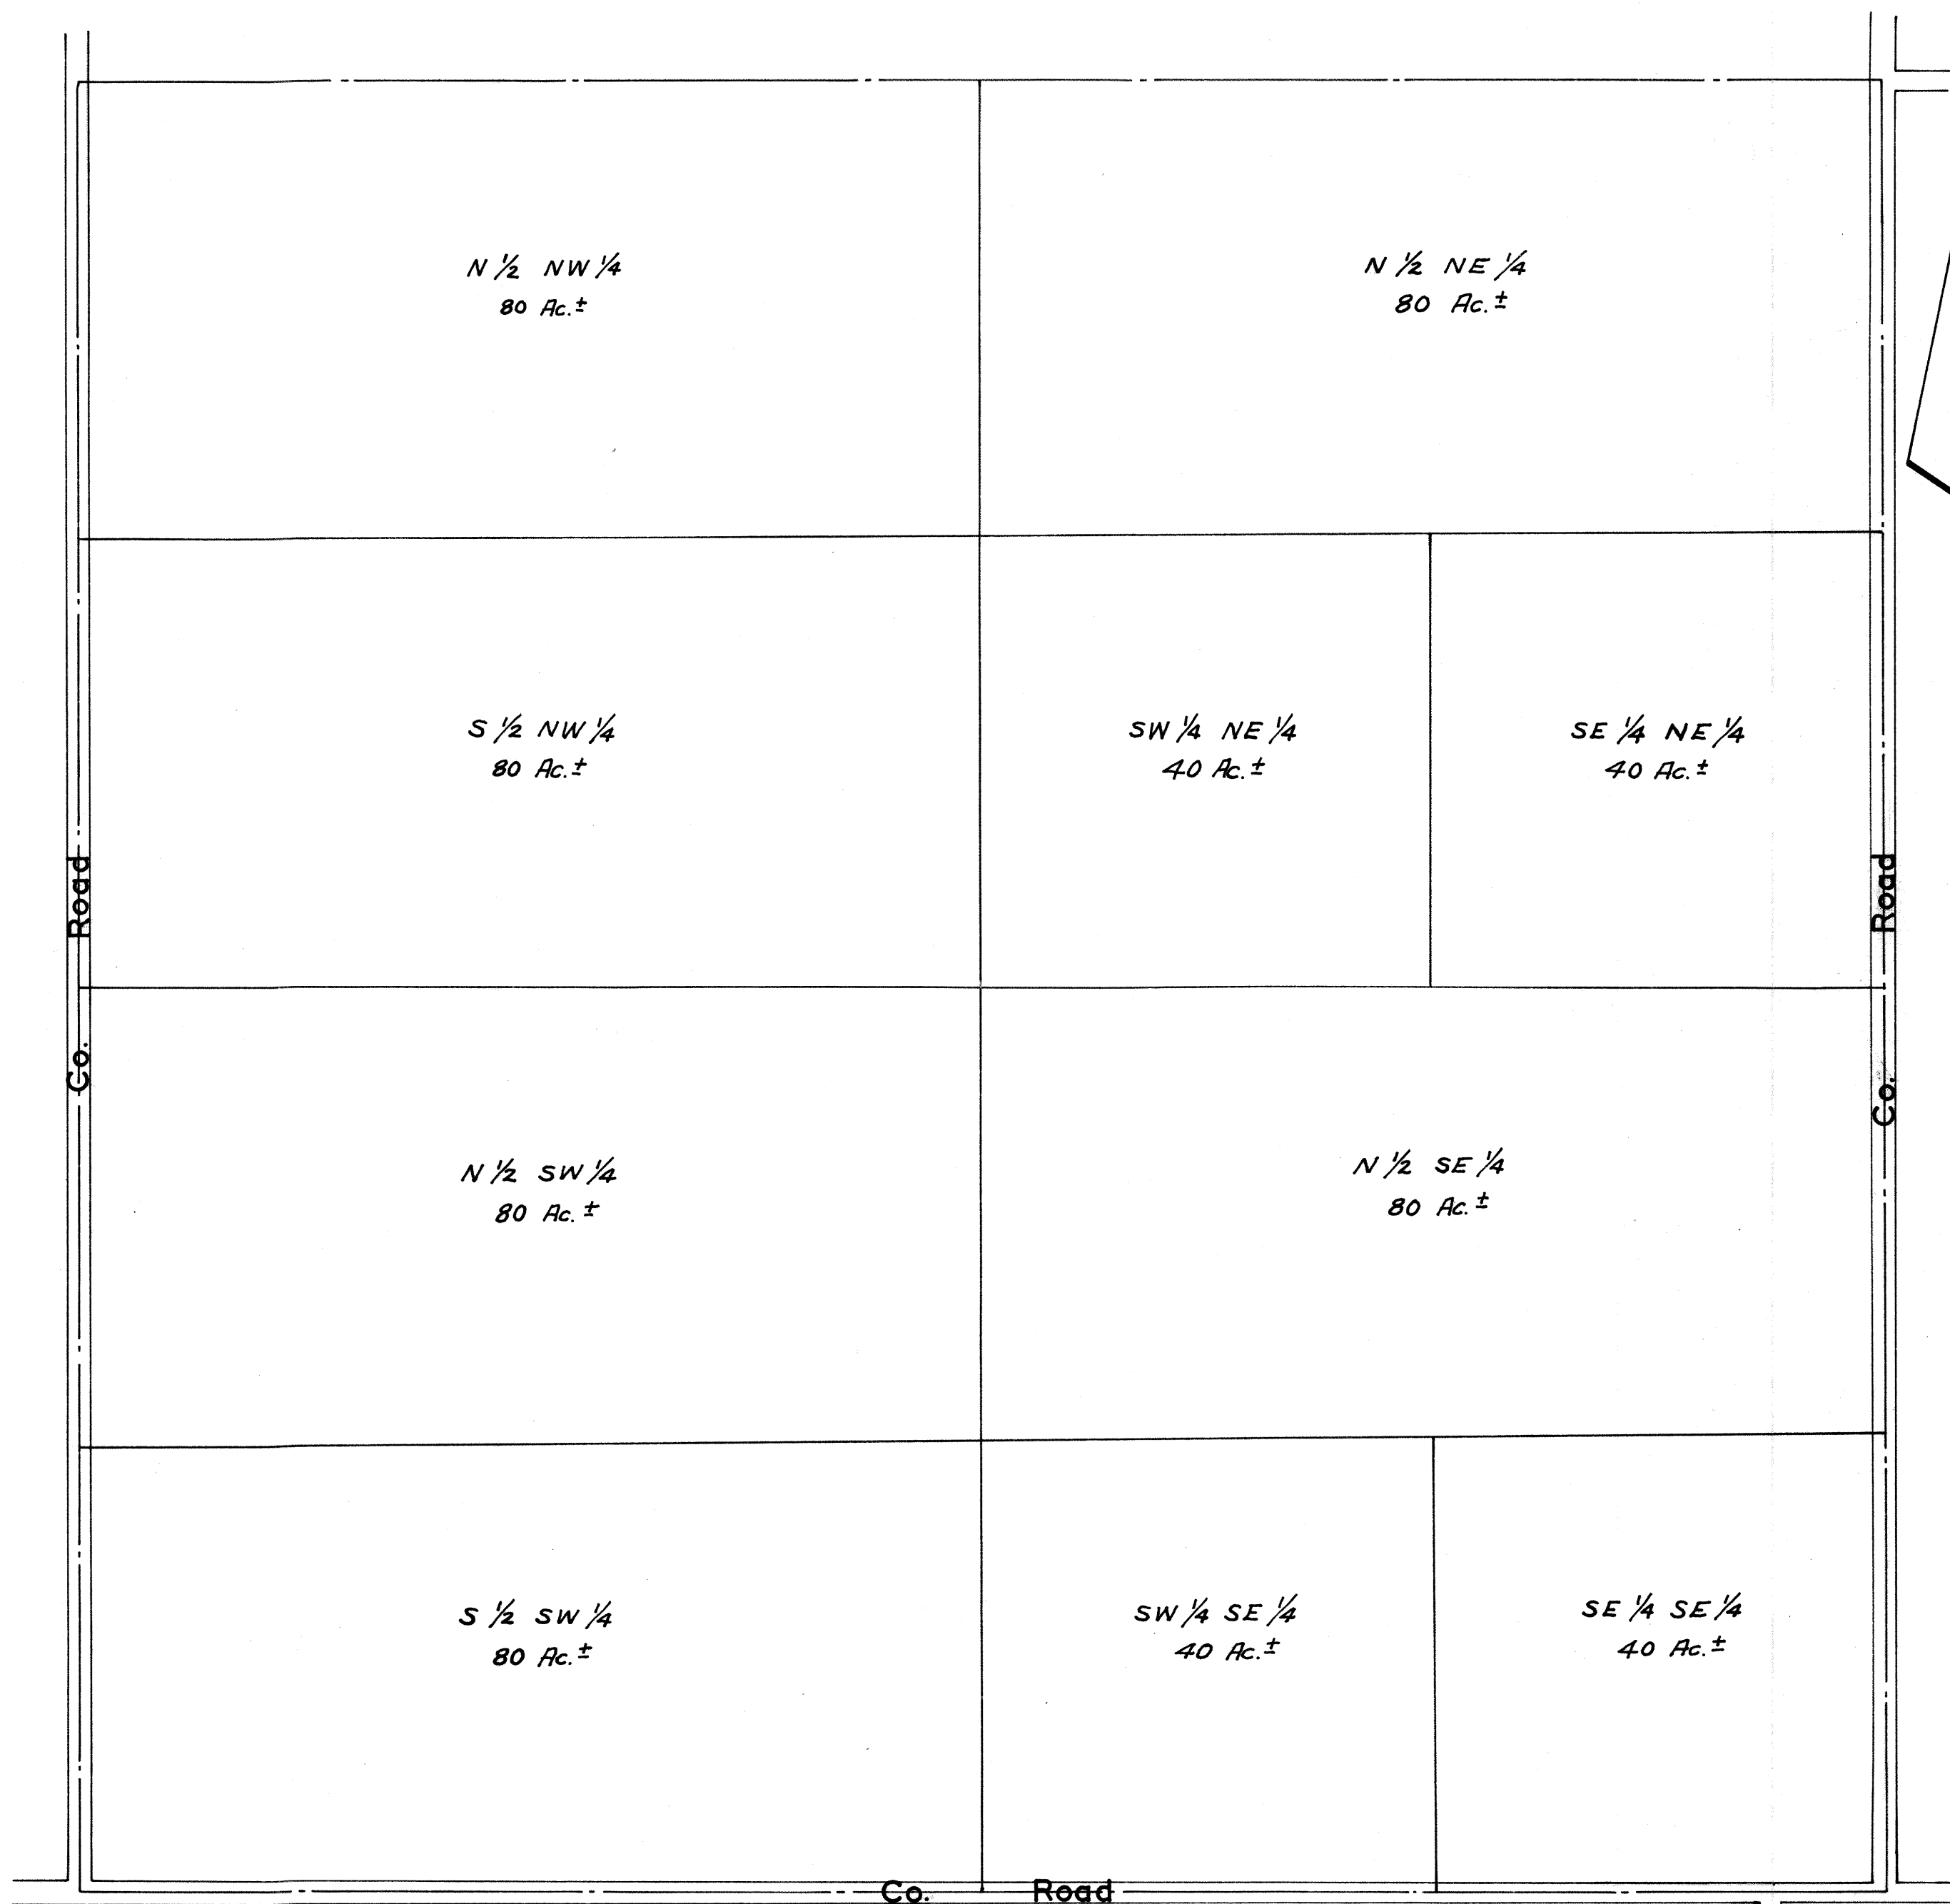 N 1/2 NW 1/4
80 Ac.±
N 1/2 NE 1/4
80 Ac.±
S 1/2 NW 1/4
80 Ac.±
SW 1/4 NE 1/4
40 Ac.±
SE 1/4 NE 1/4
40 Ac.±
Co. Road
Co. Road
N 1/2 SW 1/4
80 Ac.±
N 1/2 SE 1/4
80 Ac.±
S 1/2 SW 1/4
80 Ac.±
SW 1/4 SE 1/4
40 Ac.±
SE 1/4 SE 1/4
40 Ac.±
Co. Road